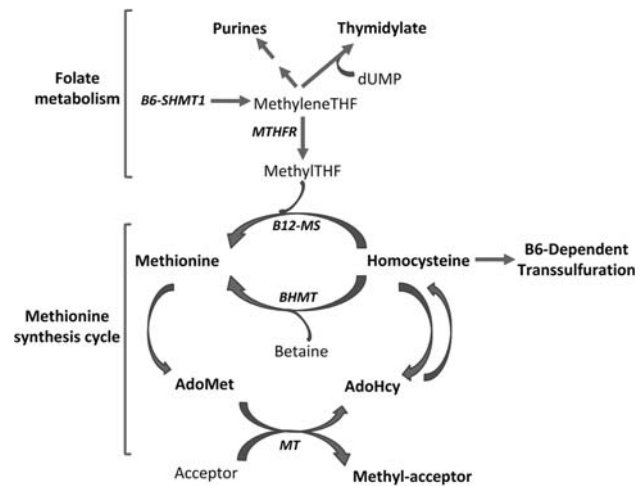 Purines
Thymidylate
Folate
metabolism
B6-SHMT1
MethyleneTHF
dUMP
MTHFR
MethylTHF
B12-MS
Methionine
Homocysteine
B6-Dependent
Transsulfuration
BHMT
Methionine
synthesis cycle
Betaine
AdoMet
AdoHcy
MT
Acceptor
Methyl-acceptor